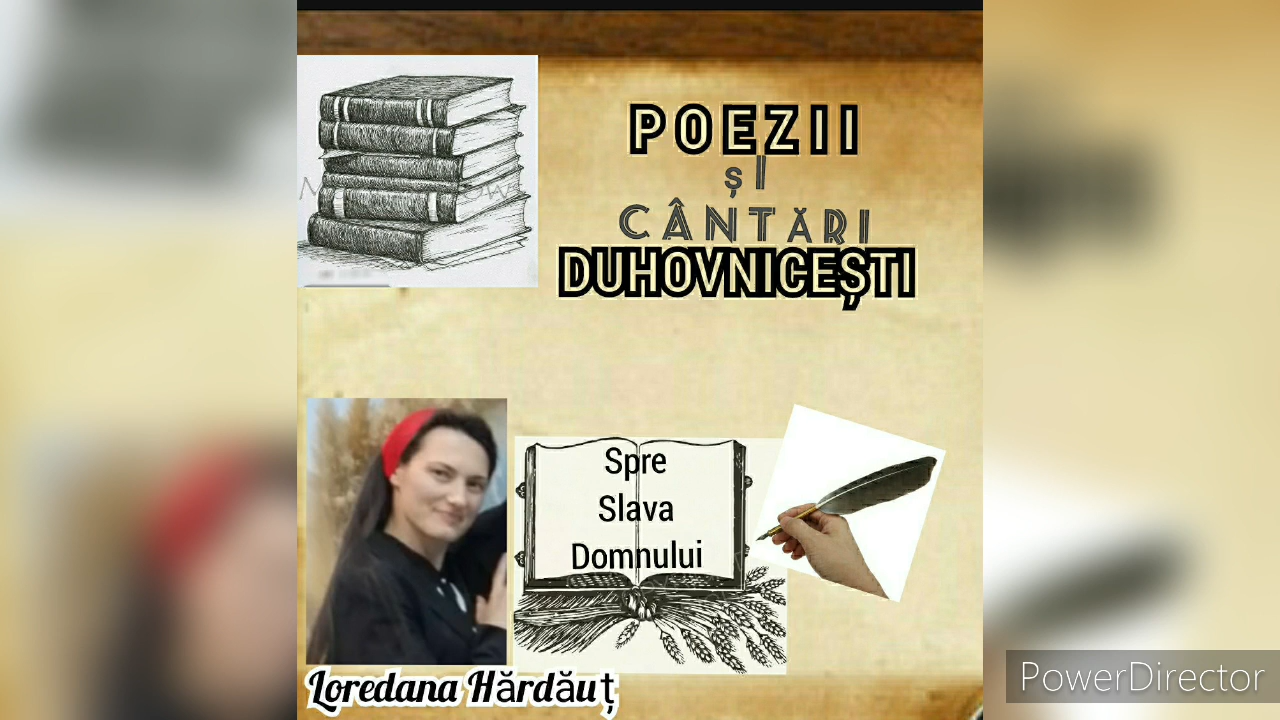 POEZII
șI
CÂNTĂRI
DUHOVNICEȘTI
Spre
Slava
Domnului
Loredana Hărdăuț
PowerDirector